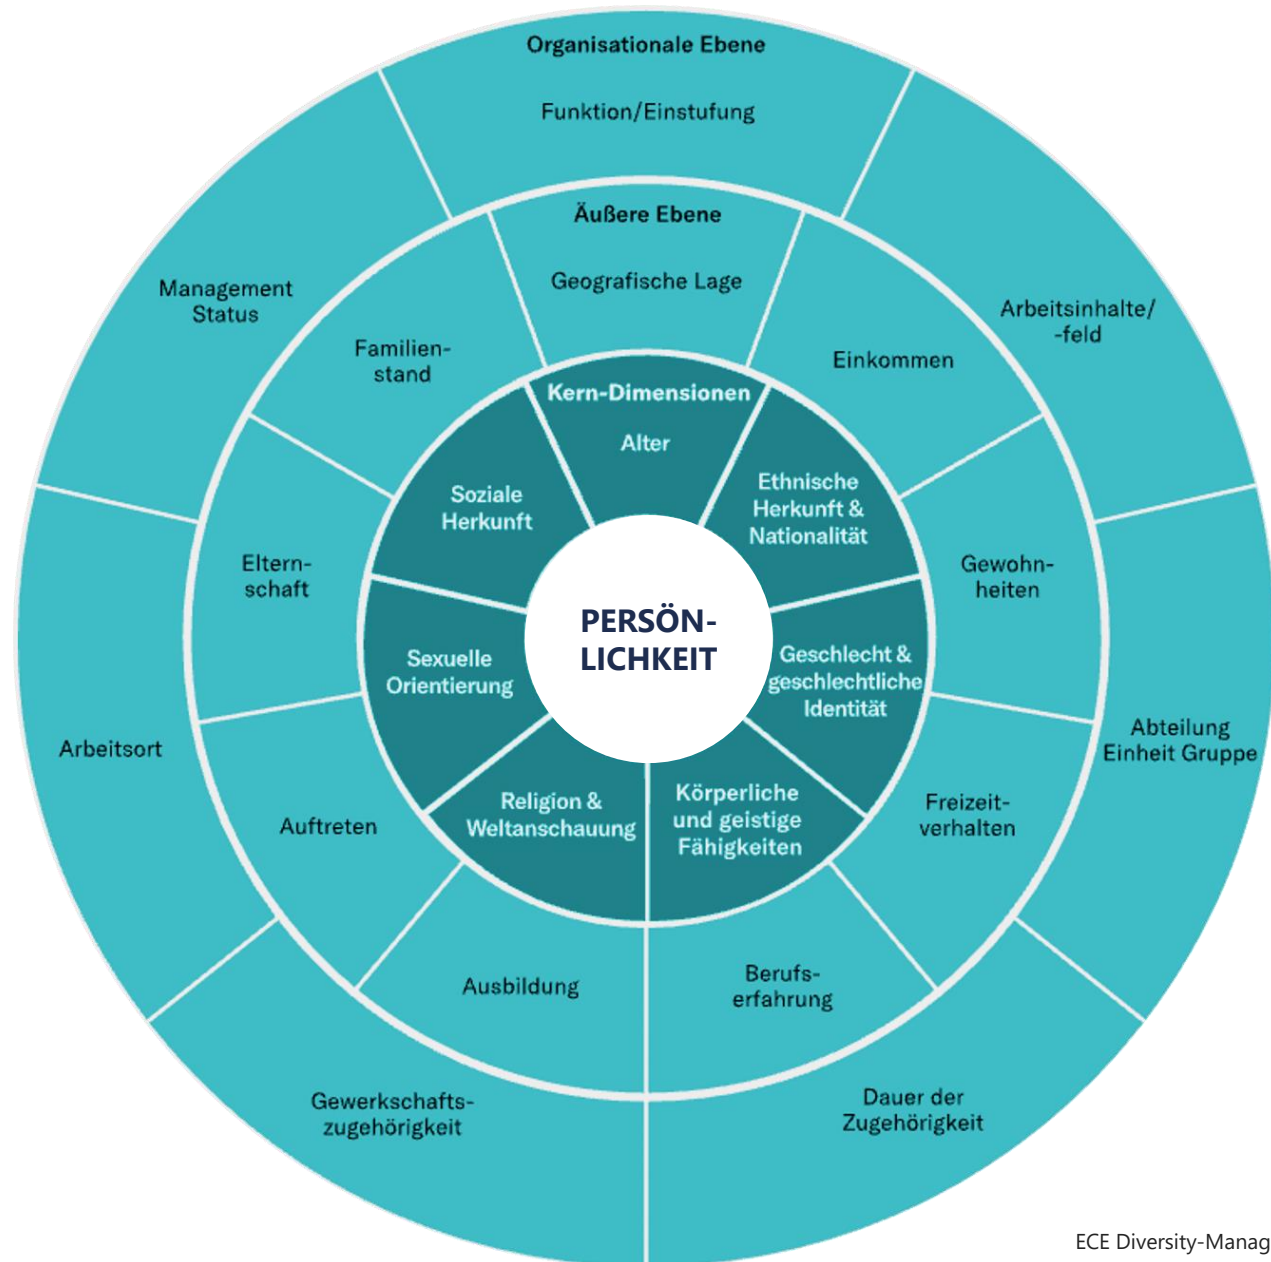 Organisationale Ebene
Funktion/Einstufung
Arbeitsinhalte/
-feld
Abteilung
Einheit Gruppe
Dauer der
Zugehörigkeit
Gewerkschafts-
zugehörigkeit
Arbeitsort
Management
Status
Äußere Ebene
Geografische Lage
Einkommen
Gewohn-
heiten
Freizeit-
verhalten
Berufs-
erfahrung
Ausbildung
Auftreten
Eltern-
schaft
Familien-
stand
Kern-Dimensionen
Alter
Ethnische
Herkunft &
Nationalität
Geschlecht &
geschlechtliche
Identität
Körperliche
und geistige
Fähigkeiten
Religion &
Weltanschauung
Sexuelle
Orientierung
Soziale
Herkunft
PERSÖN-
LICHKEIT
ECE Diversity-Manag